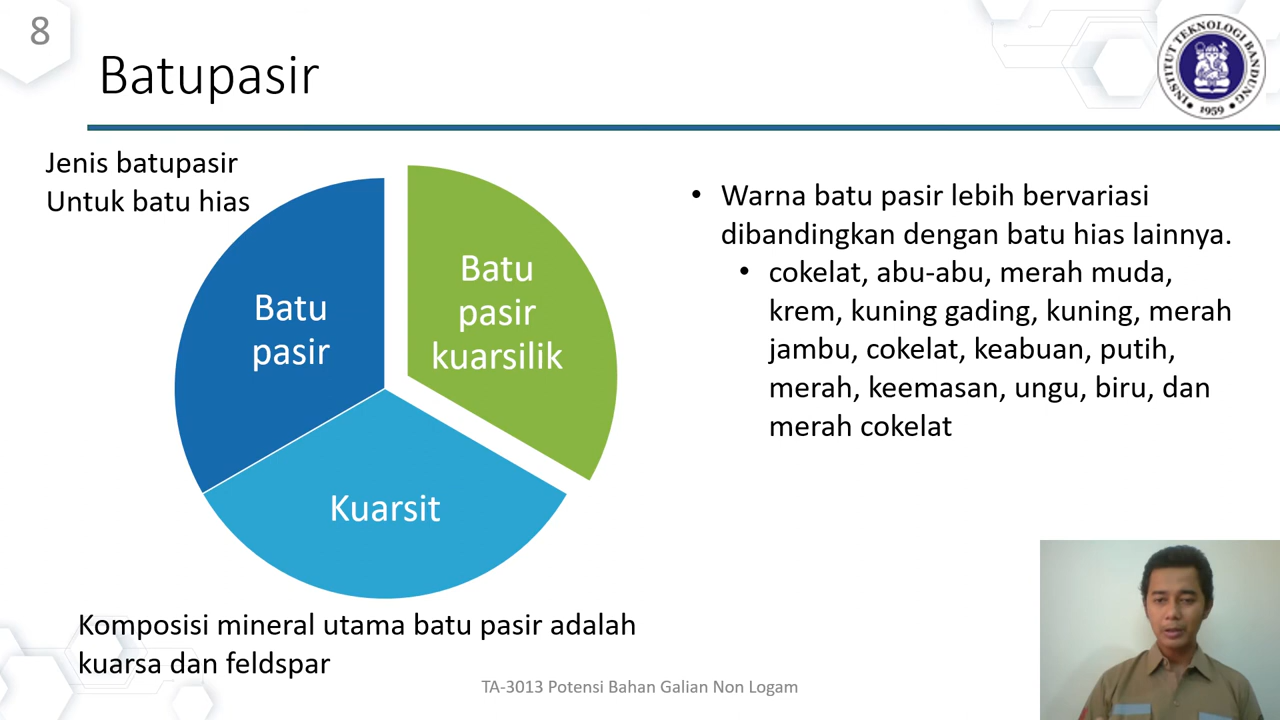 8
Batupasir
INSTITUT TEKNOLOGI BANDUNG
1959
Jenis batupasir
Untuk batu hias
Batu
pasir
kuarsilik
Batu
pasir
Kuarsit
Komposisi mineral utama batu pasir adalah
kuarsa dan feldspar
• Warna batu pasir lebih bervariasi
dibandingkan dengan batu hias lainnya.
• cokelat, abu-abu, merah muda,
krem, kuning gading, kuning, merah
jambu, cokelat, keabuan, putih,
merah, keemasan, ungu, biru, dan
merah cokelat
TA-3013 Potensi Bahan Galian Non Logam